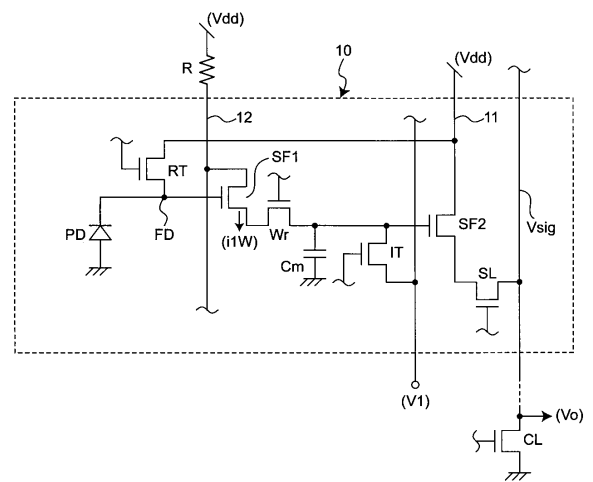 (Vdd)
R
10
(Vdd)
12
11
SF1
RT
PD
FD
(i1W)
Wr
Cm
IT
SF2
Vsig
SL
(V1)
(Vo)
CL